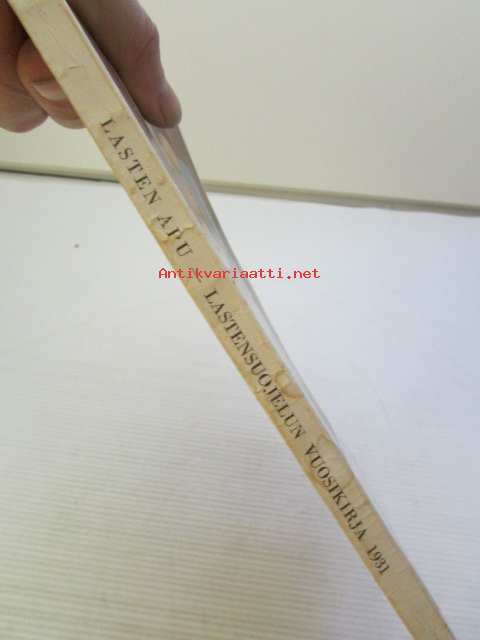 LASTEN APU – LASTENSUOJELUN VUOSIKIRJA 1931
Antikvariaatti.net